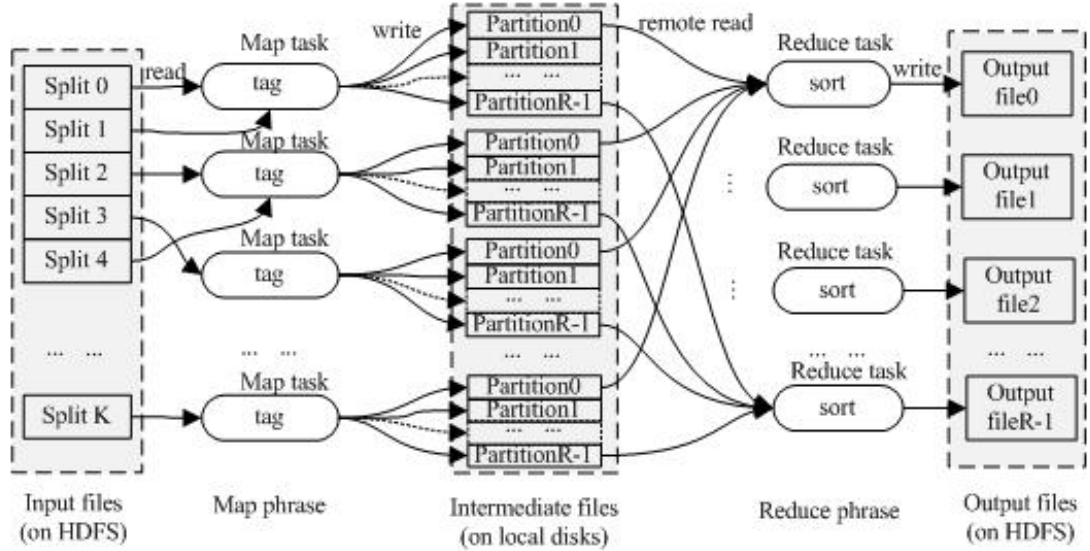 Split 0
Split 1
Split 2
Split 3
Split 4
... ...
Split K
Input files
(on HDFS)
read
Map task
tag
Map task
tag
Map task
tag
... ...
Map task
tag
Map phrase
write
Partition0
Partition1
... ...
PartitionR-1
Partition0
Partition1
... ...
PartitionR-1
Partition0
Partition1
... ...
PartitionR-1
... ...
Partition0
Partition1
... ...
PartitionR-1
Intermediate files
(on local disks)
remote read
...
...
Reduce task
sort
Reduce task
sort
Reduce task
sort
... ...
Reduce task
sort
Reduce phrase
write
Output
file0
Output
file1
Output
file2
... ...
Output
fileR-1
Output files
(on HDFS)